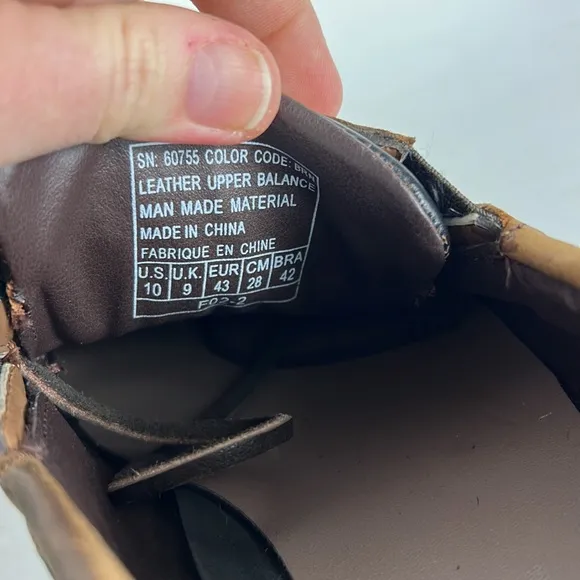 SN: 60755 COLOR CODE: BRN
LEATHER UPPER BALANCE
MAN MADE MATERIAL
MADE IN CHINA
FABRIQUE EN CHINE
U.S. U.K. EUR CM BRA
10 9 43 28 42
F02-2